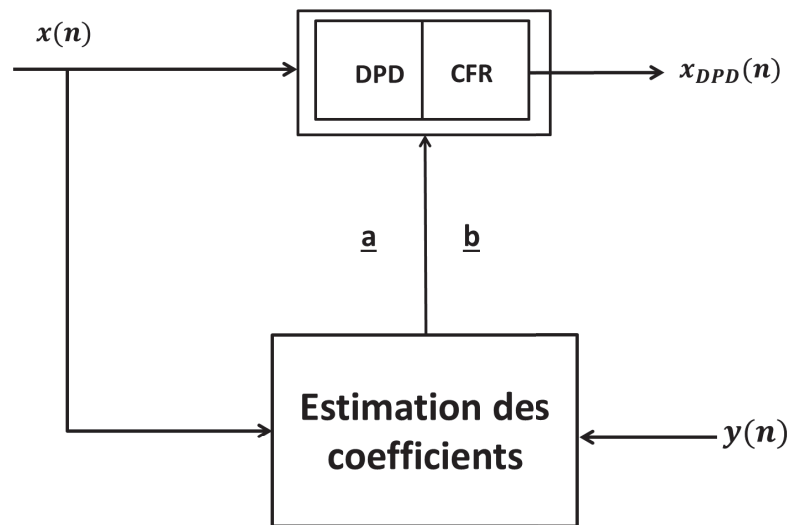 x(n)
DPD
CFR
x_DPD(n)
a
b
Estimation des
coefficients
y(n)